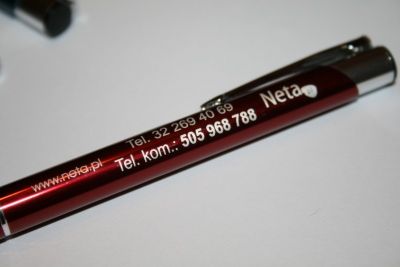 Neta
Tel. 32 269 40 69
Tel. kom.: 505 968 788
www.neta.pl